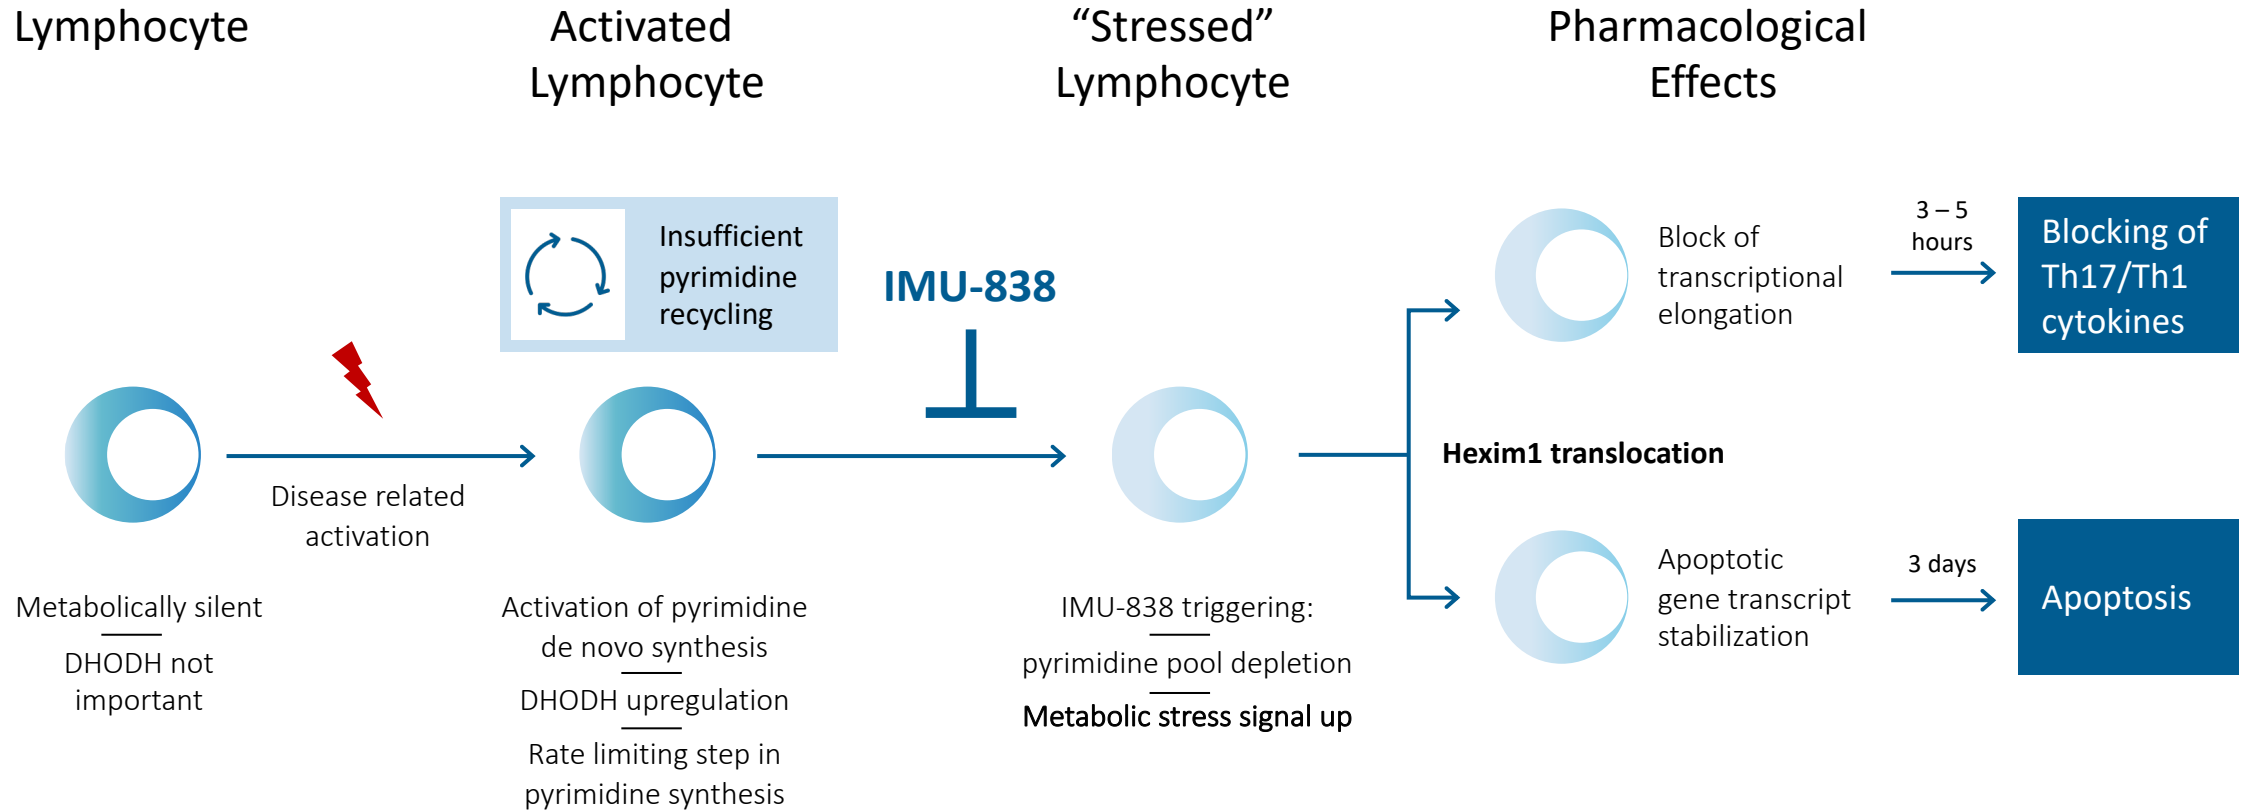 Lymphocyte
Activated
Lymphocyte
“Stressed”
Lymphocyte
Pharmacological
Effects
Insufficient
pyrimidine
recycling
IMU-838
Disease related
activation
Metabolically silent
DHODH not
important
Activation of pyrimidine
de novo synthesis
DHODH upregulation
Rate limiting step in
pyrimidine synthesis
IMU-838 triggering:
pyrimidine pool depletion
Metabolic stress signal up
Hexim1 translocation
Block of
transcriptional
elongation
3 – 5
hours
Blocking of
Th17/Th1
cytokines
Apoptotic
gene transcript
stabilization
3 days
Apoptosis